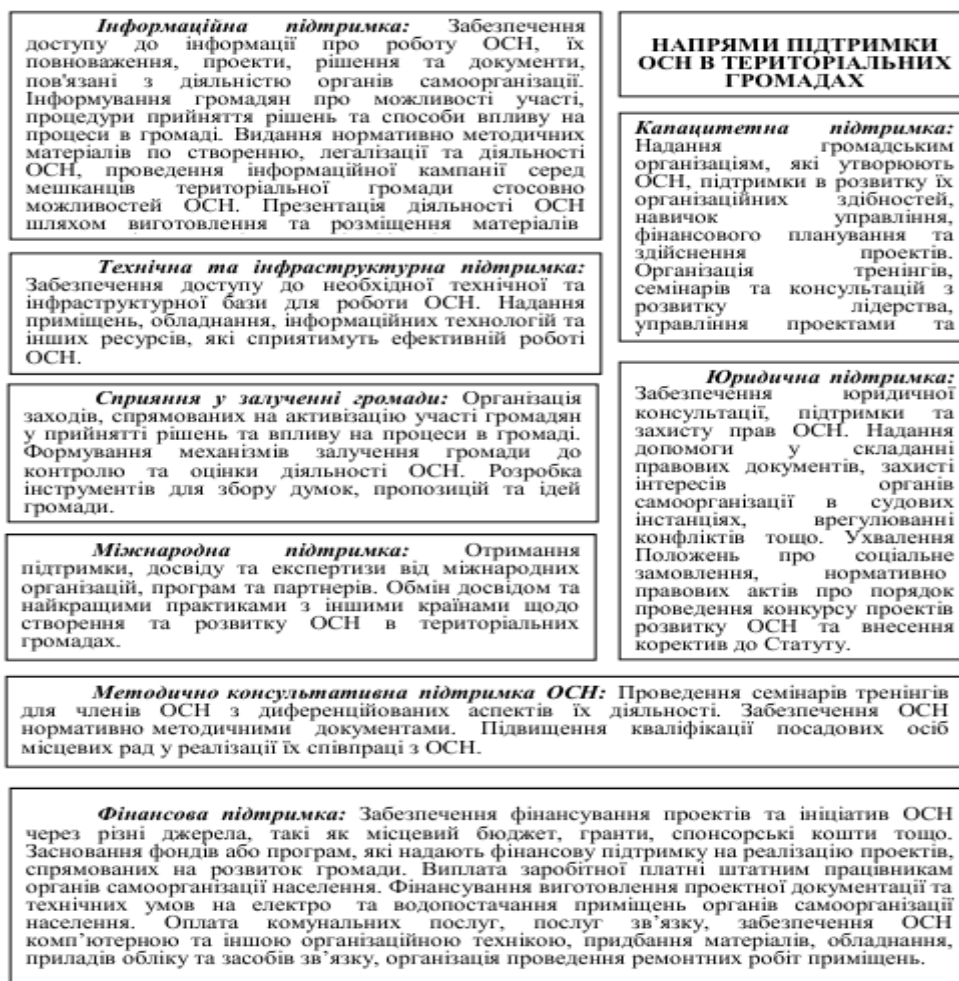 Інформаційна підтримка: Забезпечення
доступу до інформації про роботу ОСН, їх
повноваження, проекти, рішення та документи,
пов'язані з діяльністю органів самоорганізації.
Інформування громадян про можливості участі,
процедури прийняття рішень та способи впливу на
процеси в громаді. Видання нормативно методичних
матеріалів по створенню, легалізації та діяльності
ОСН, проведення інформаційної кампанії серед
мешканців територіальної громади стосовно
можливостей ОСН. Презентація діяльності ОСН
шляхом виготовлення та розміщення матеріалів
Технічна та інфраструктурна підтримка:
Забезпечення доступу до необхідної технічної та
інфраструктурної бази для роботи ОСН. Надання
приміщень, обладнання, інформаційних технологій та
інших ресурсів, які сприятимуть ефективній роботі
ОСН.
Сприяння у залученні громади: Організація
заходів, спрямованих на активізацію участі громадян
у прийнятті рішень та впливу на процеси в громаді.
Формування механізмів залучення громади до
контролю та оцінки діяльності ОСН. Розробка
інструментів для збору думок, пропозицій та ідей
громади.
Міжнародна підтримка: Отримання
підтримки, досвіду та експертизи від міжнародних
організацій, програм та партнерів. Обмін досвідом та
найкращими практиками з іншими країнами щодо
створення та розвитку ОСН в територіальних
громадах.
НАПРЯМИ ПІДТРИМКИ
ОСН В ТЕРИТОРІАЛЬНИХ
ГРОМАДАХ
Капацитетна підтримка:
Надання громадським
організаціям, які утворюють
ОСН, підтримки в розвитку їх
організаційних здібностей,
навичок управління,
фінансового планування та
здійснення проектів.
Організація тренінгів,
семінарів та консультацій з
розвитку лідерства,
управління проектами та
Юридична підтримка:
Забезпечення юридичної
консультації, підтримки та
захисту прав ОСН. Надання
допомоги у складанні
правових документів, захисті
інтересів органів
самоорганізації в судових
інстанціях, врегулюванні
конфліктів тощо. Ухвалення
Положень про соціальне
замовлення, нормативно
правових актів про порядок
проведення конкурсу проектів
розвитку ОСН та внесення
коректив до Статуту.
Методично консультативна підтримка ОСН: Проведення семінарів тренінгів
для членів ОСН з диференційованих аспектів їх діяльності. Забезпечення ОСН
нормативно методичними документами. Підвищення кваліфікації посадових осіб
місцевих рад у реалізації їх співпраці з ОСН.
Фінансова підтримка: Забезпечення фінансування проектів та ініціатив ОСН
через різні джерела, такі як місцевий бюджет, гранти, спонсорські кошти тощо.
Заснування фондів або програм, які надають фінансову підтримку на реалізацію проектів,
спрямованих на розвиток громади. Виплата заробітної платні штатним працівникам
органів самоорганізації населення. Фінансування виготовлення проектної документації та
технічних умов на електро та водопостачання приміщень органів самоорганізації
населення. Оплата комунальних послуг, послуг зв’язку, забезпечення ОСН
комп’ютерною та іншою організаційною технікою, придбання матеріалів, обладнання,
приладів обліку та засобів зв’язку, організація проведення ремонтних робіт приміщень.